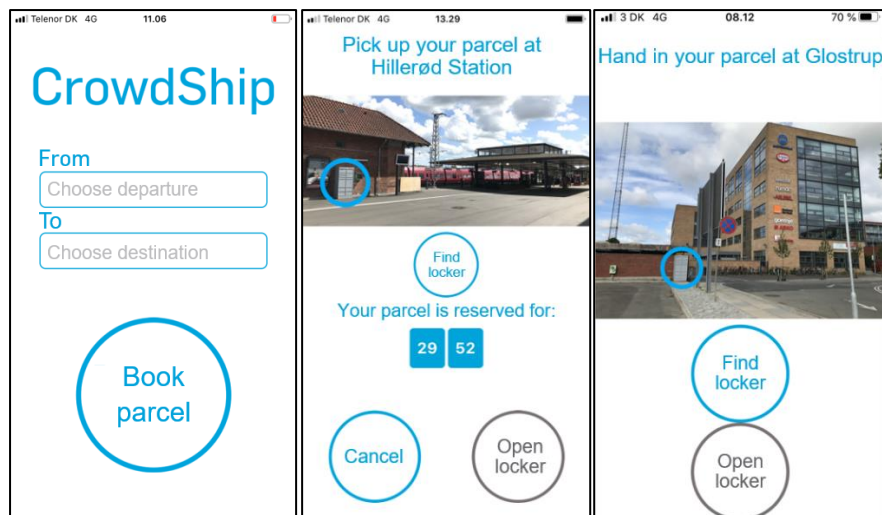 Telenor DK 4G 11.06
CrowdShip
From
Choose departure
To
Choose destination
Book
parcel
Telenor DK 4G 13.29
Pick up your parcel at
Hillerød Station
Find
locker
Your parcel is reserved for:
29 52
Cancel
Open
locker
3 DK 4G 08.12 70 %
Hand in your parcel at Glostrup
Find
locker
Open
locker